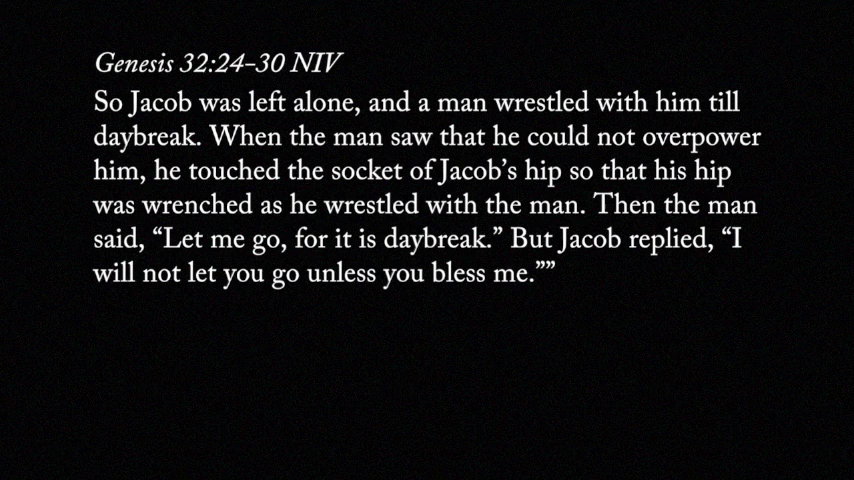 Genesis 32:24-30 NIV
So Jacob was left alone, and a man wrestled with him till
daybreak. When the man saw that he could not overpower
him, he touched the socket of Jacob’s hip so that his hip
was wrenched as he wrestled with the man. Then the man
said, “Let me go, for it is daybreak.” But Jacob replied, “I
will not let you go unless you bless me.””